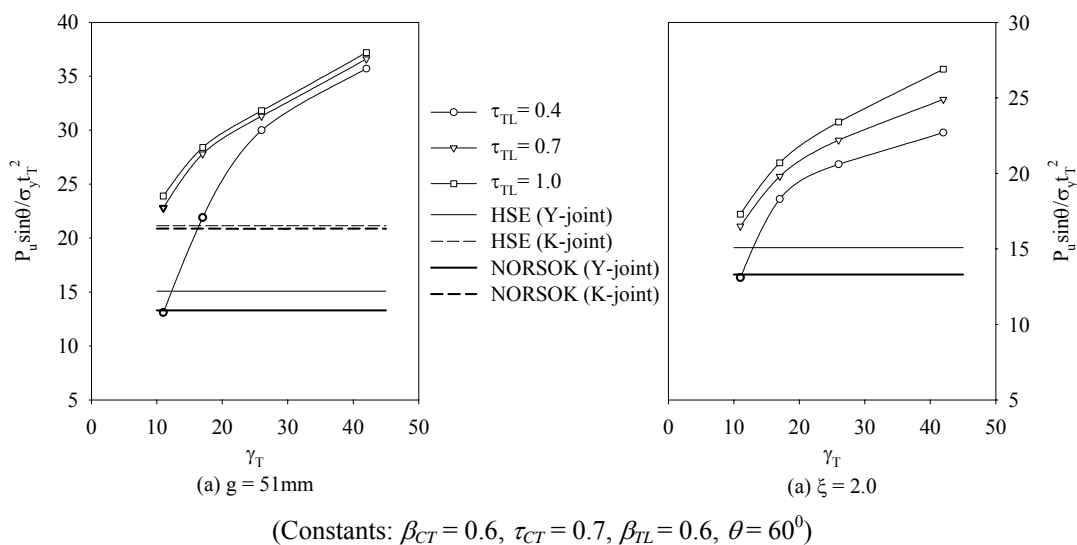 40
35
30
25
20
15
10
5
P_u sinθ/σ_y t_T^2
0 10 20 30 40 50
γ_T
(a) g = 51mm
τ_TL = 0.4
τ_TL = 0.7
τ_TL = 1.0
HSE (Y-joint)
HSE (K-joint)
NORSOK (Y-joint)
NORSOK (K-joint)
30
25
20
15
10
5
P_u sinθ/σ_y t_T^2
0 10 20 30 40 50
γ_T
(a) ξ = 2.0
(Constants: β_CT = 0.6, τ_CT = 0.7, β_TL = 0.6, θ = 60^0)